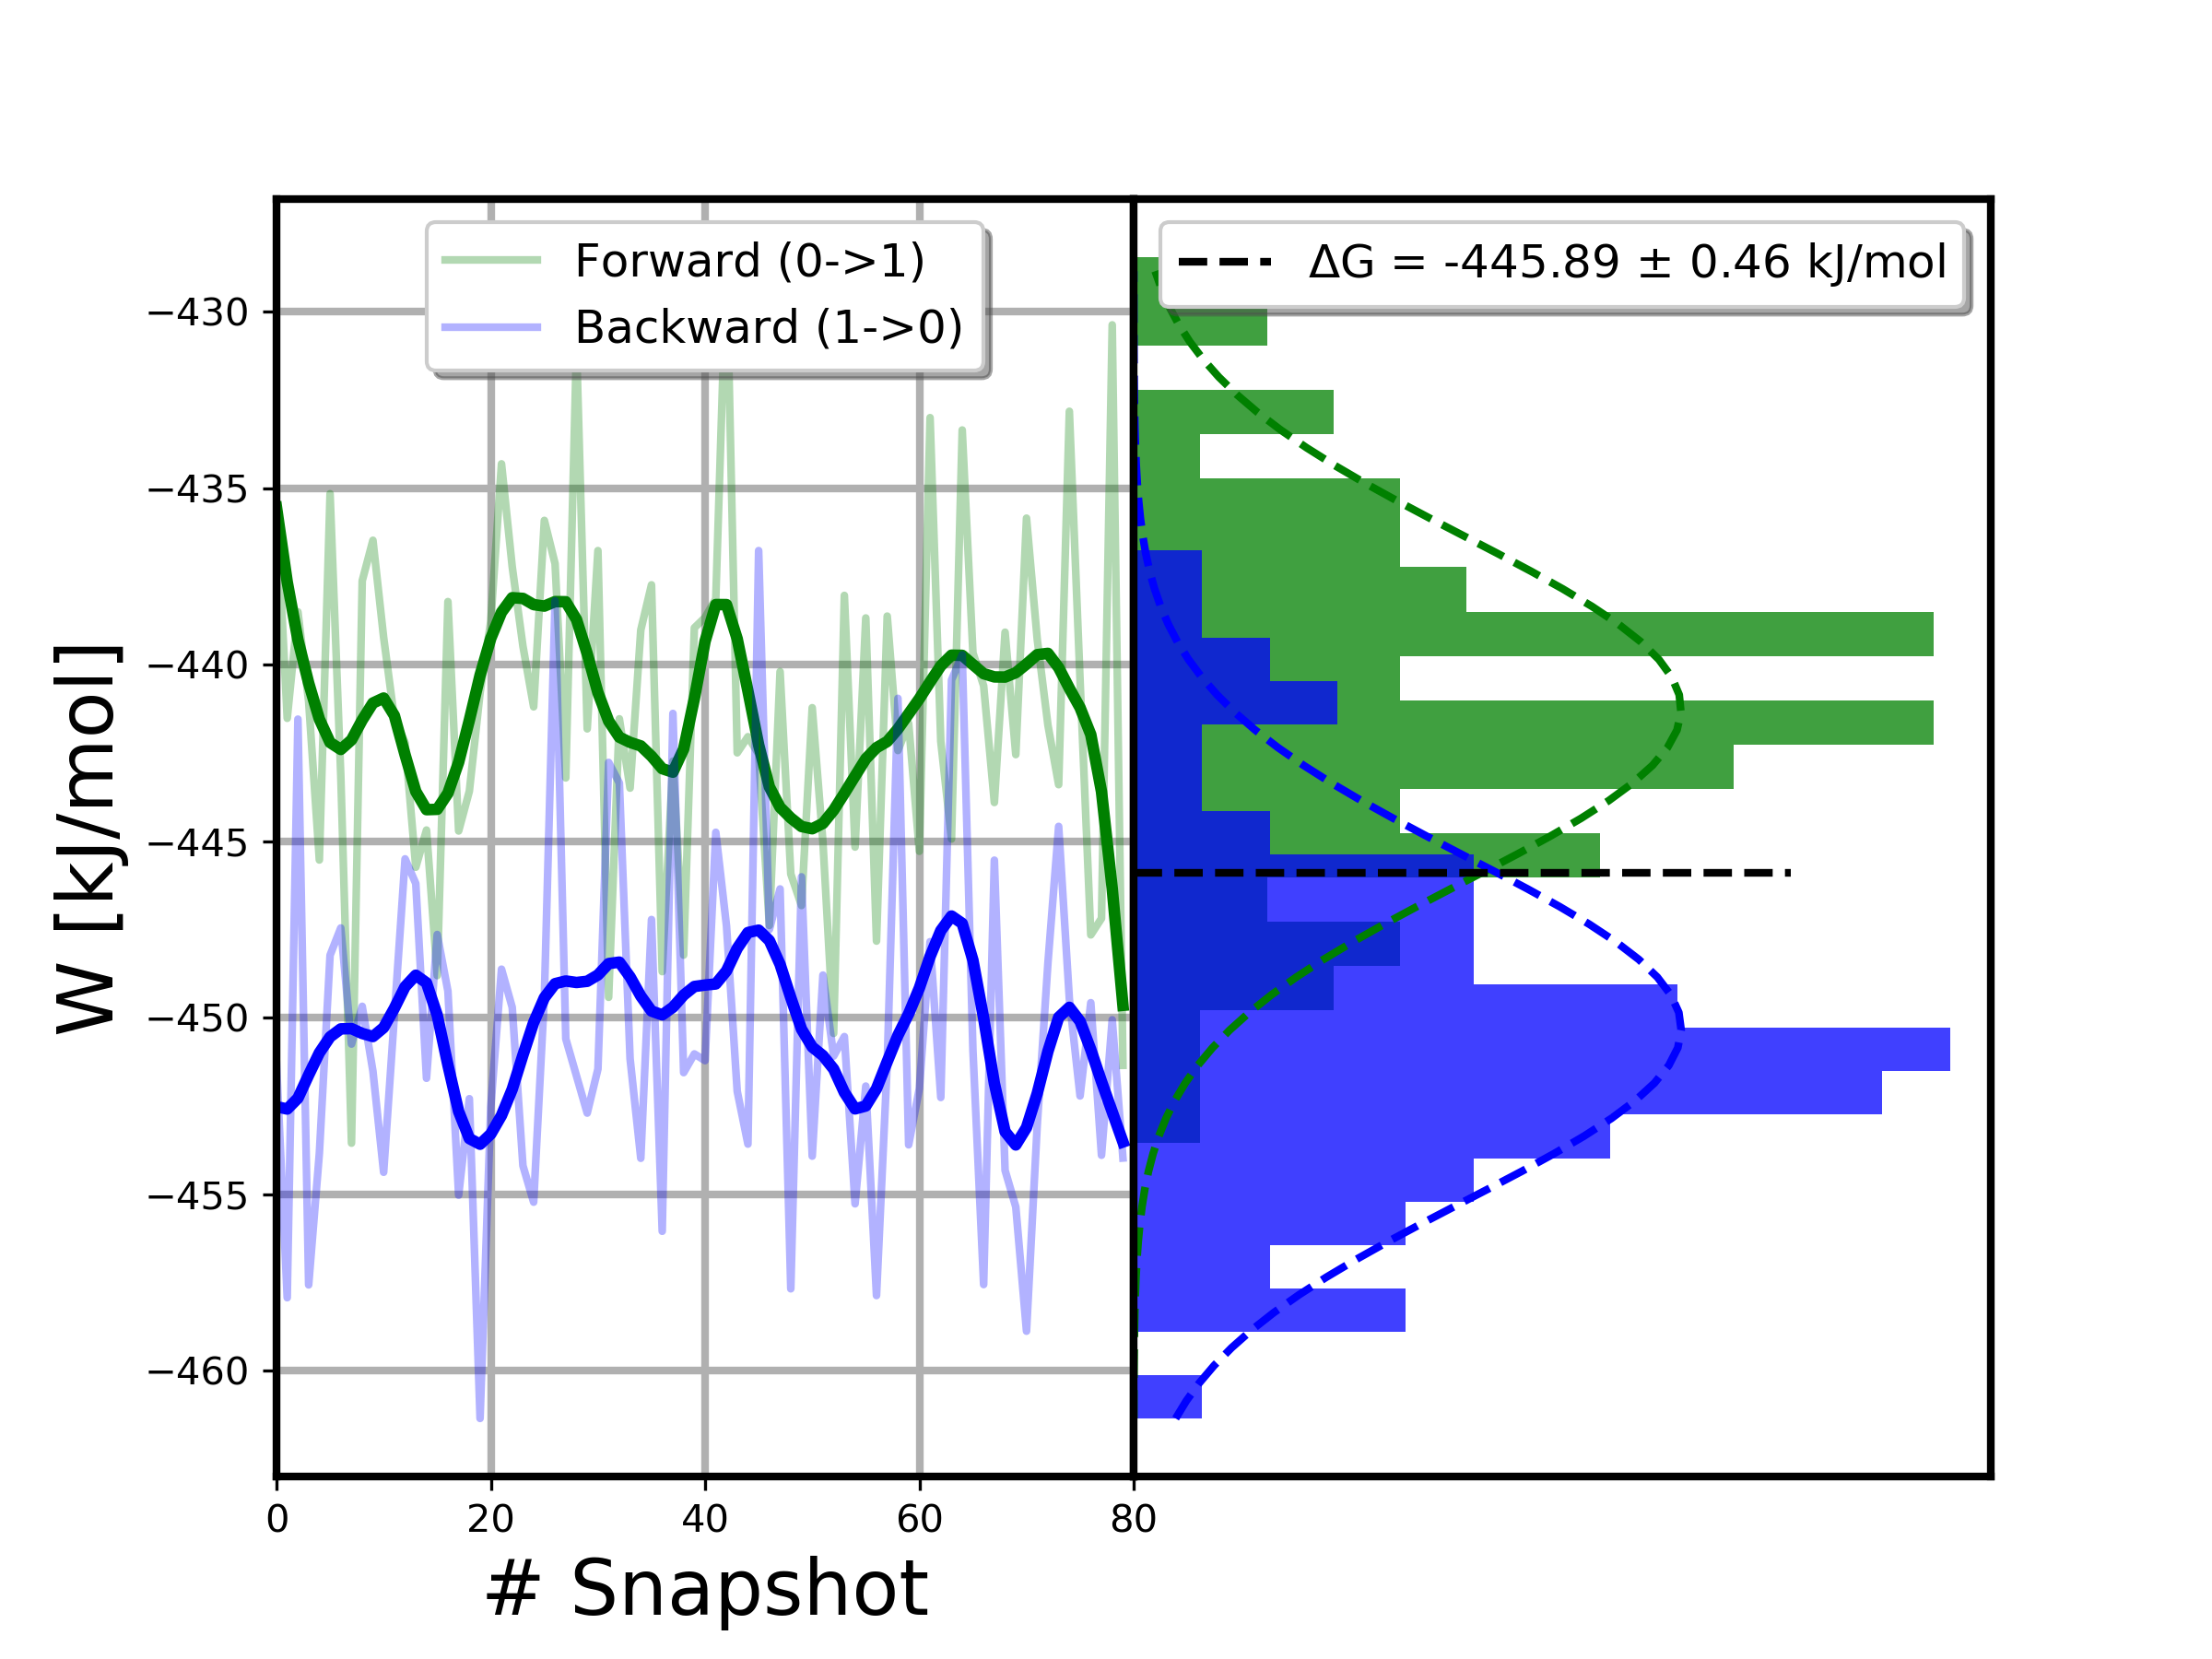 Forward (0->1)
Backward (1->0)
ΔG = -445.89 ± 0.46 kJ/mol
W [kJ/mol]
−430
−435
−440
−445
−450
−455
−460
0 20 40 60 80
# Snapshot